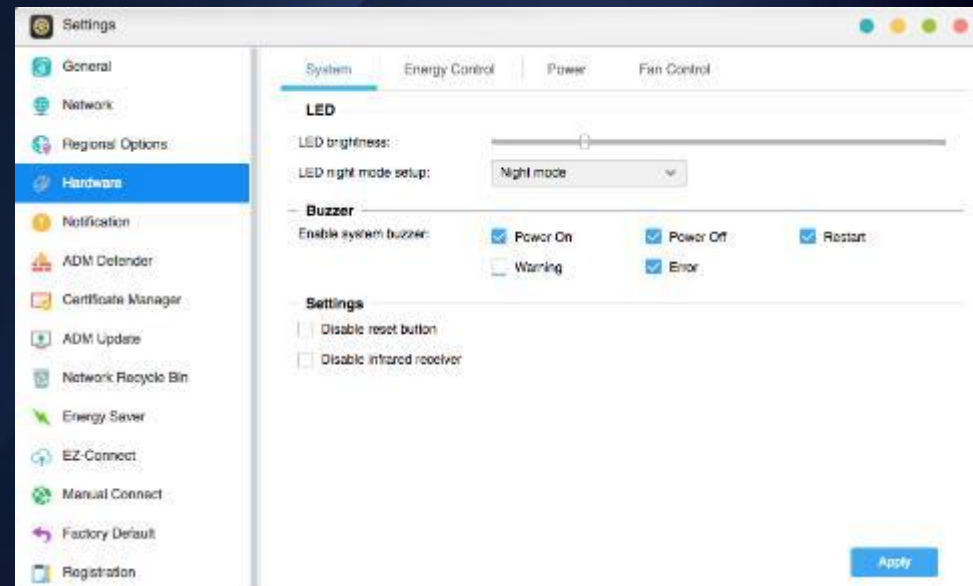 Settings
General
Network
Regional Options
Hardware
Notification
ADM Defender
Certificate Manager
ADM Update
Network Recycle Bin
Energy Saver
EZ-Connect
Manual Connect
Factory Default
Registration
System Energy Control Power Fan Control
LED
LED brightness:
LED night mode setup: Night mode
Buzzer
Enable system buzzer: Power On Power Off Restart
Warning Error
Settings
Disable reset button
Disable infrared receiver
Apply